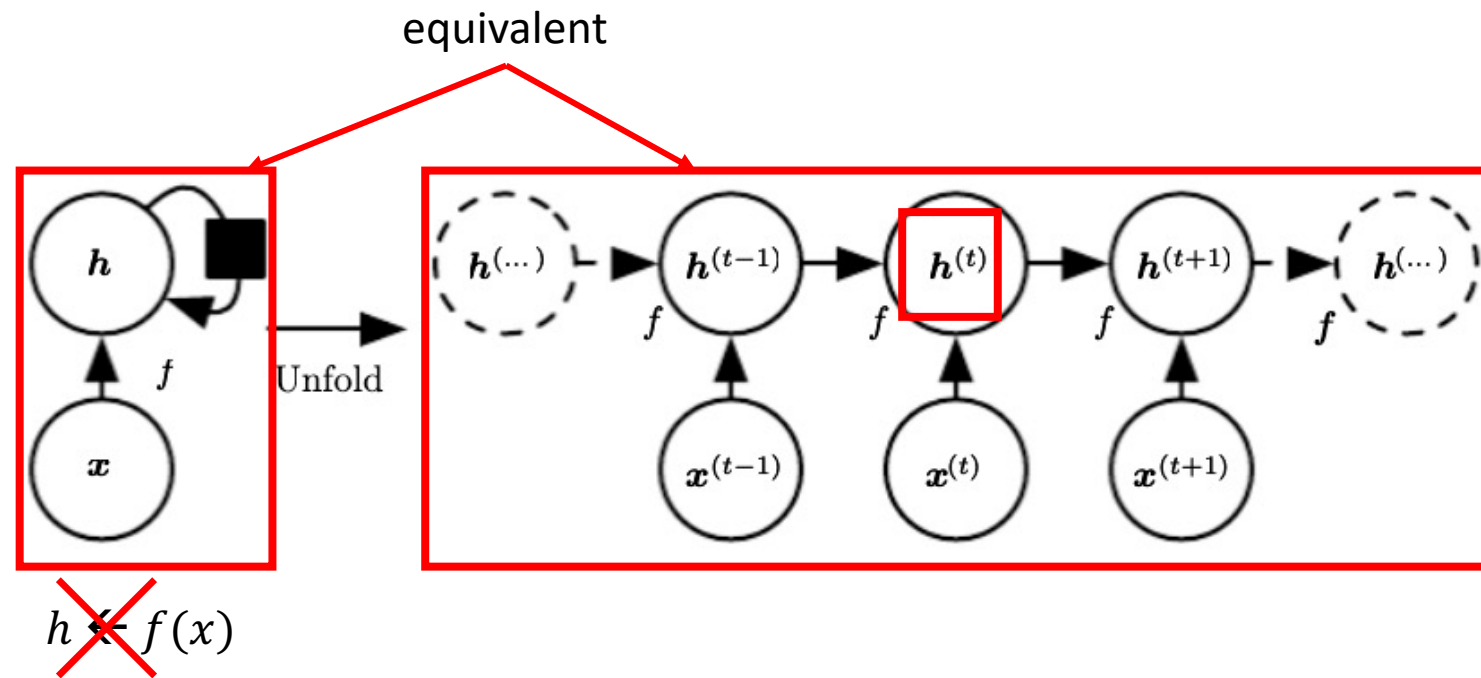 equivalent
h
f
x
Unfold
h^{(...)}
h^{(t-1)}
h^{(t)}
h^{(t+1)}
h^{(...)}
f
f
f
f
x^{(t-1)}
x^{(t)}
x^{(t+1)}
h ← f(x)